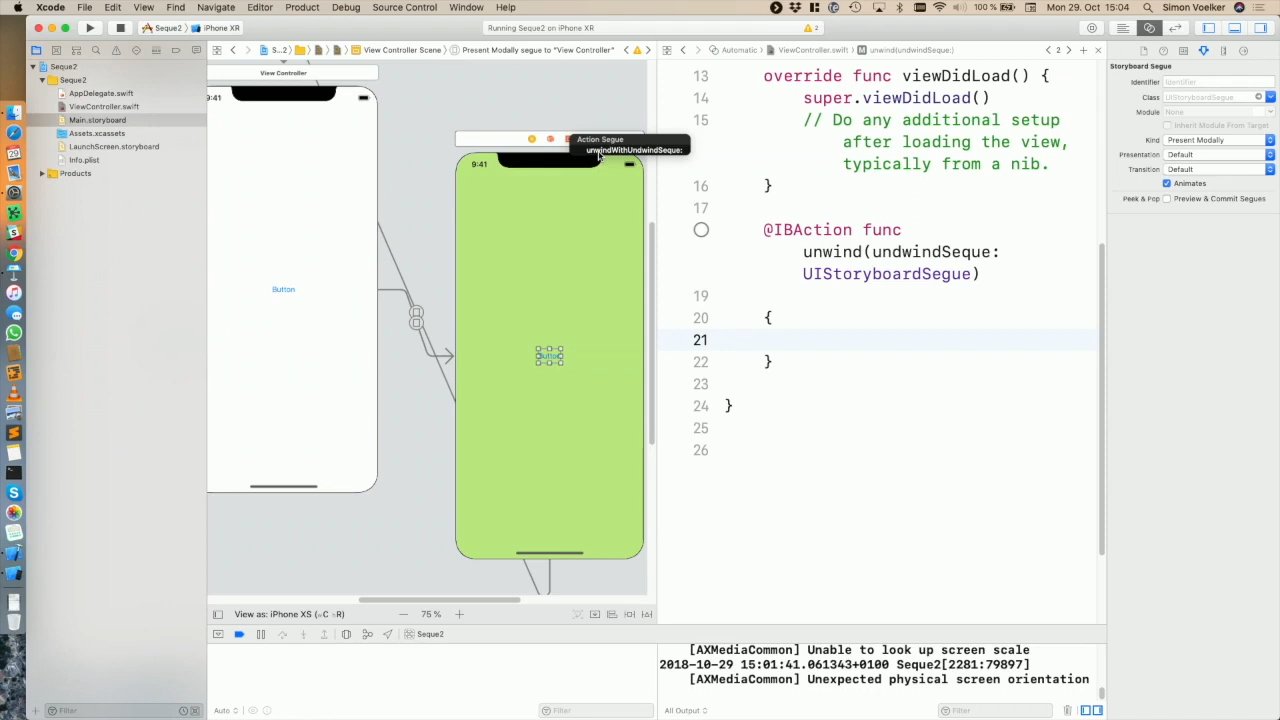 Xcode File Edit View Find Navigate Editor Product Debug Source Control Window Help
100 % Mon 29. Oct 15:04 Simon Voelker
Seque2 iPhone XR
Running Seque2 on iPhone XR
2
S...2 View Controller Scene Present Modally segue to "View Controller"
Automatic ViewController.swift unwind(undwindSeque:)
2
Seque2
Seque2
AppDelegate.swift
ViewController.swift
Main.storyboard
Assets.xcassets
LaunchScreen.storyboard
Info.plist
Products
View Controller
9:41
Button
Action Segue
unwindWithUndwindSeque:
9:41
Button
13 override func viewDidLoad() {
14 super.viewDidLoad()
15 // Do any additional setup
after loading the view,
typically from a nib.
16 }
17
@IBAction func
unwind(undwindSeque:
UIStoryboardSegue)
19
20 {
21
22 }
23
24 }
25
26
Storyboard Segue
Identifier Identifier
Class UIStoryboardSegue
Module None
Inherit Module From Target
Kind Present Modally
Presentation Default
Transition Default
Animates
Peek & Pop Preview & Commit Segues
View as: iPhone XS (wC hR)
75 %
Seque2
[AXMediaCommon] Unable to look up screen scale
2018-10-29 15:01:41.061343+0100 Seque2[2281:79897]
[AXMediaCommon] Unexpected physical screen orientation
Filter
Auto
Filter
All Output
Filter